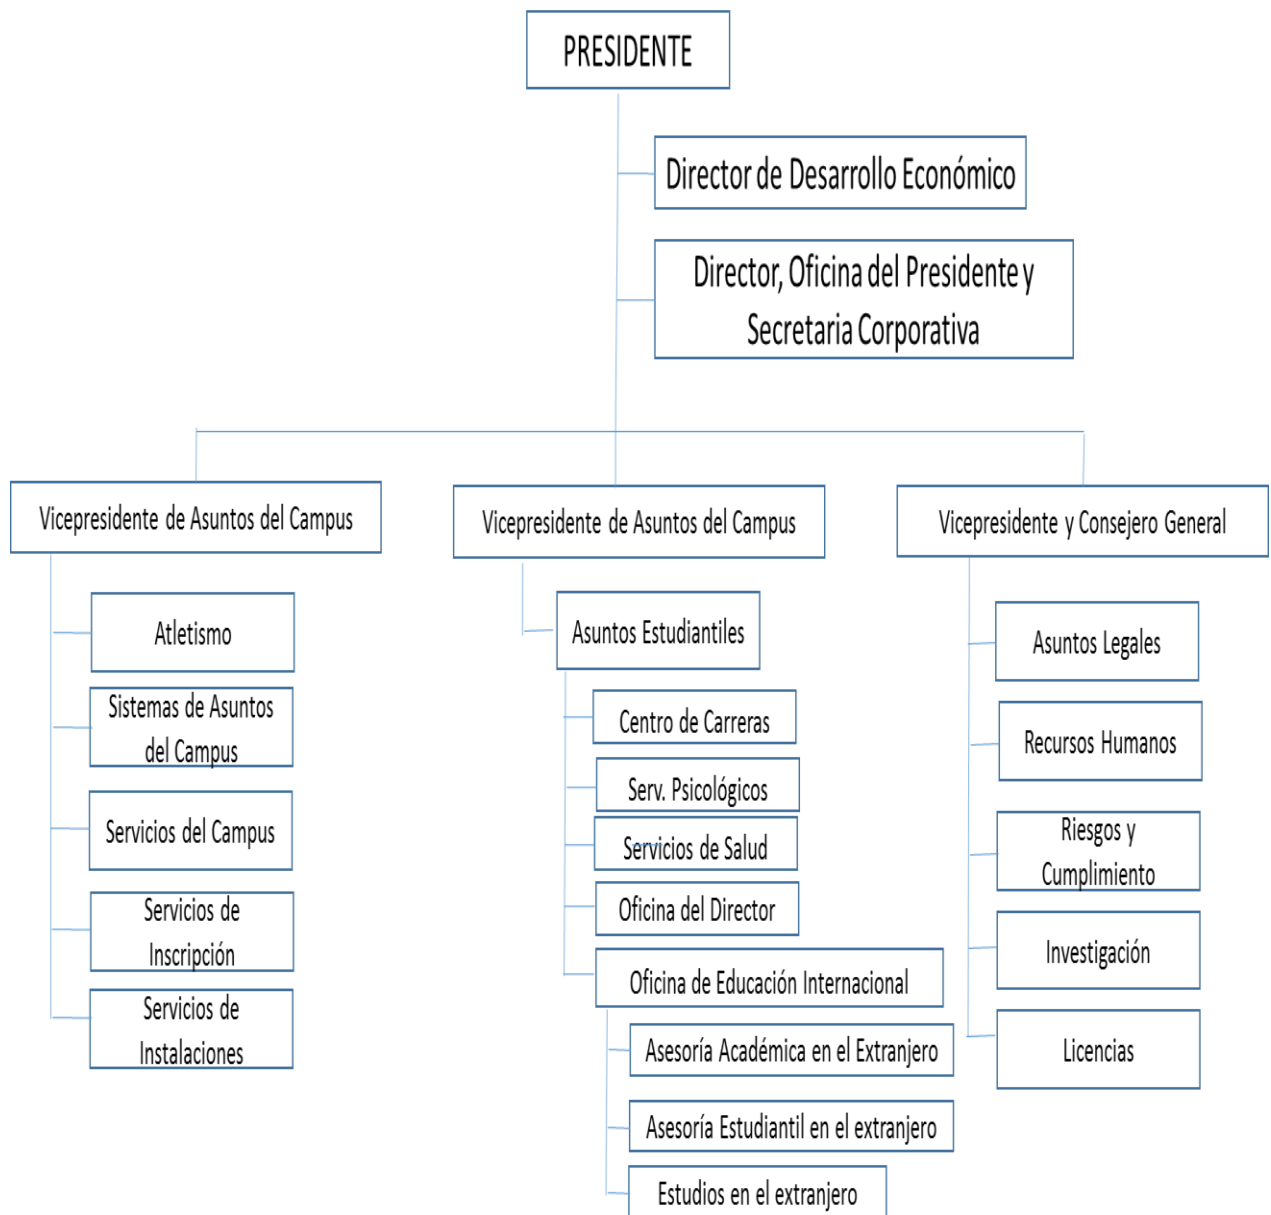 PRESIDENTE
Director de Desarrollo Económico
Director, Oficina del Presidente y
Secretaria Corporativa
Vicepresidente de Asuntos del Campus
Atletismo
Sistemas de Asuntos
del Campus
Servicios del Campus
Servicios de
Inscripción
Servicios de
Instalaciones
Vicepresidente de Asuntos del Campus
Asuntos Estudiantiles
Centro de Carreras
Serv. Psicológicos
Servicios de Salud
Oficina del Director
Oficina de Educación Internacional
Asesoría Académica en el Extranjero
Asesoría Estudiantil en el extranjero
Estudios en el extranjero
Vicepresidente y Consejero General
Asuntos Legales
Recursos Humanos
Riesgos y
Cumplimiento
Investigación
Licencias